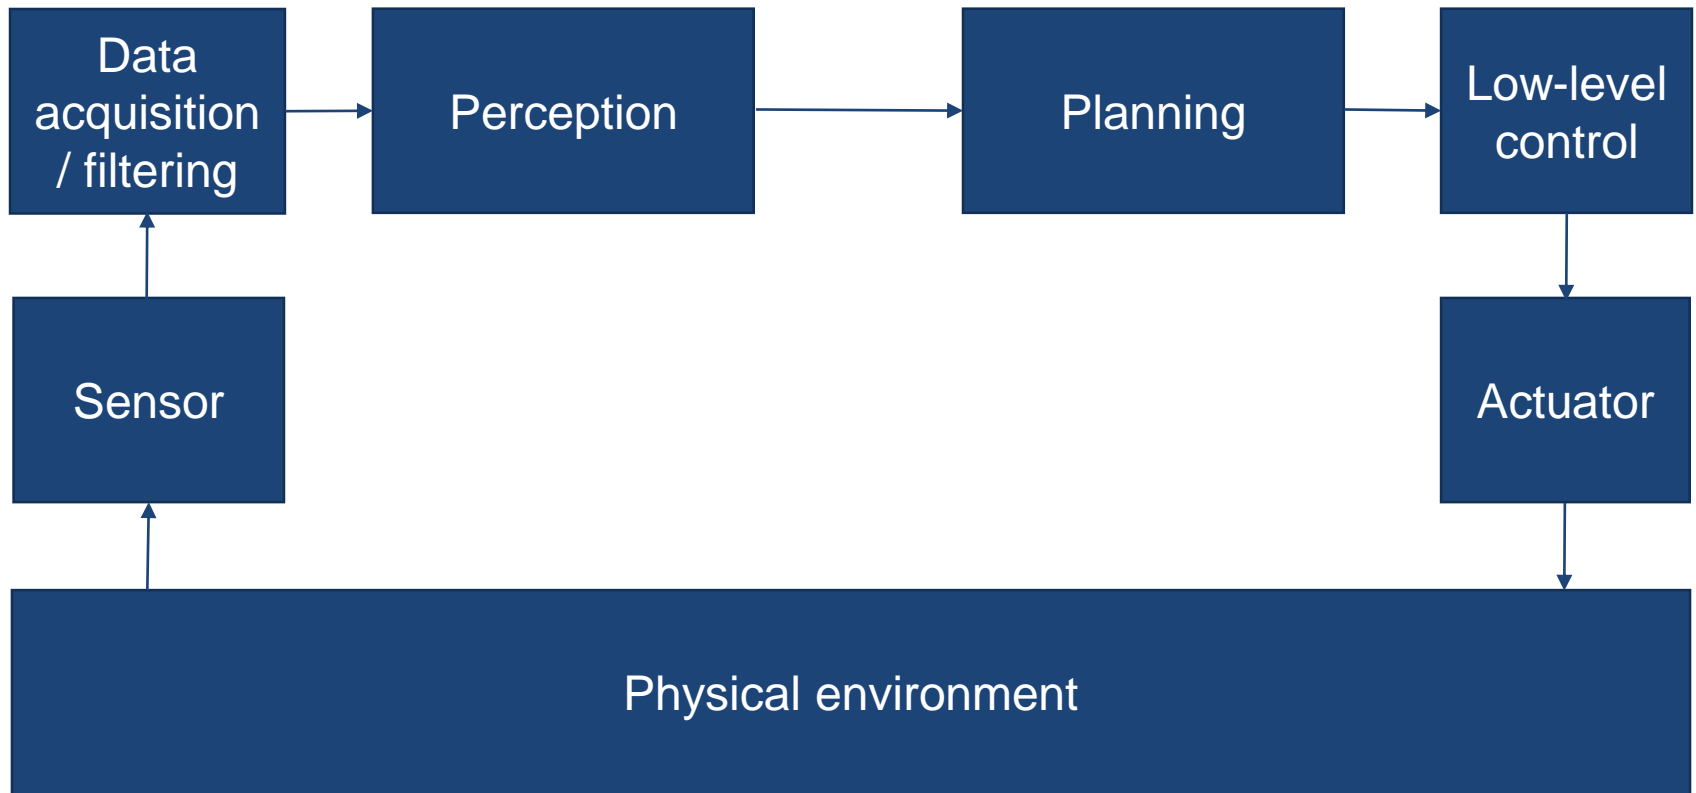 Data
acquisition
/ filtering
Perception
Planning
Low-level
control
Sensor
Actuator
Physical environment